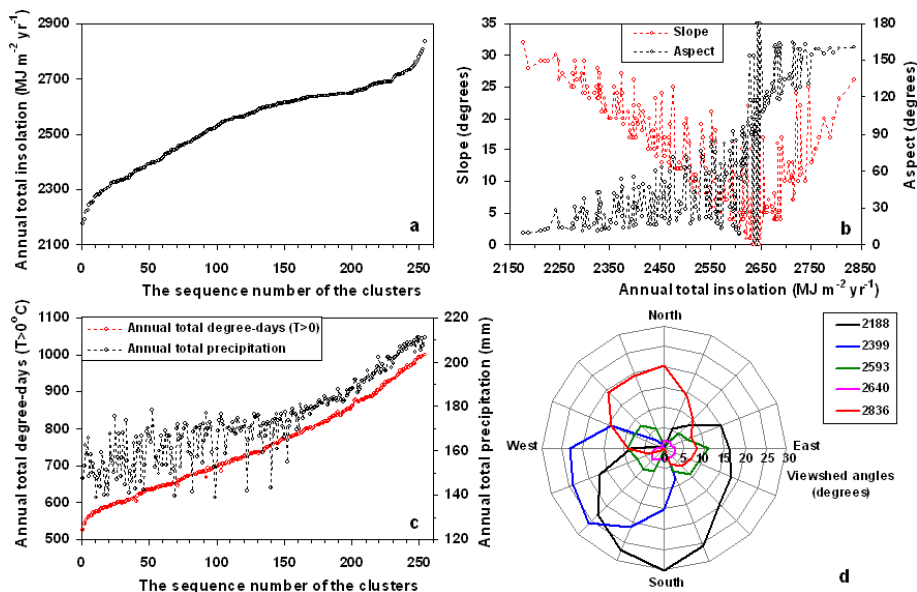 2900
2700
2500
2300
2100
Annual total insolation (MJ m⁻² yr⁻¹)
a
0 50 100 150 200 250
The sequence number of the clusters
35
30
25
20
15
10
5
0
Slope (degrees)
Slope
Aspect
180
150
120
90
60
30
0
Aspect (degrees)
b
2150 2250 2350 2450 2550 2650 2750 2850
Annual total insolation (MJ m⁻² yr⁻¹)
1100
1000
900
800
700
600
500
Annual total degree-days (T>0°C)
Annual total degree-days (T>0)
Annual total precipitation
220
200
180
160
140
120
Annual total precipitation (mm)
c
0 50 100 150 200 250
The sequence number of the clusters
North
West
East
South
0 5 10 15 20 25 30
Viewshed angles
(degrees)
2188
2399
2593
2640
2836
d